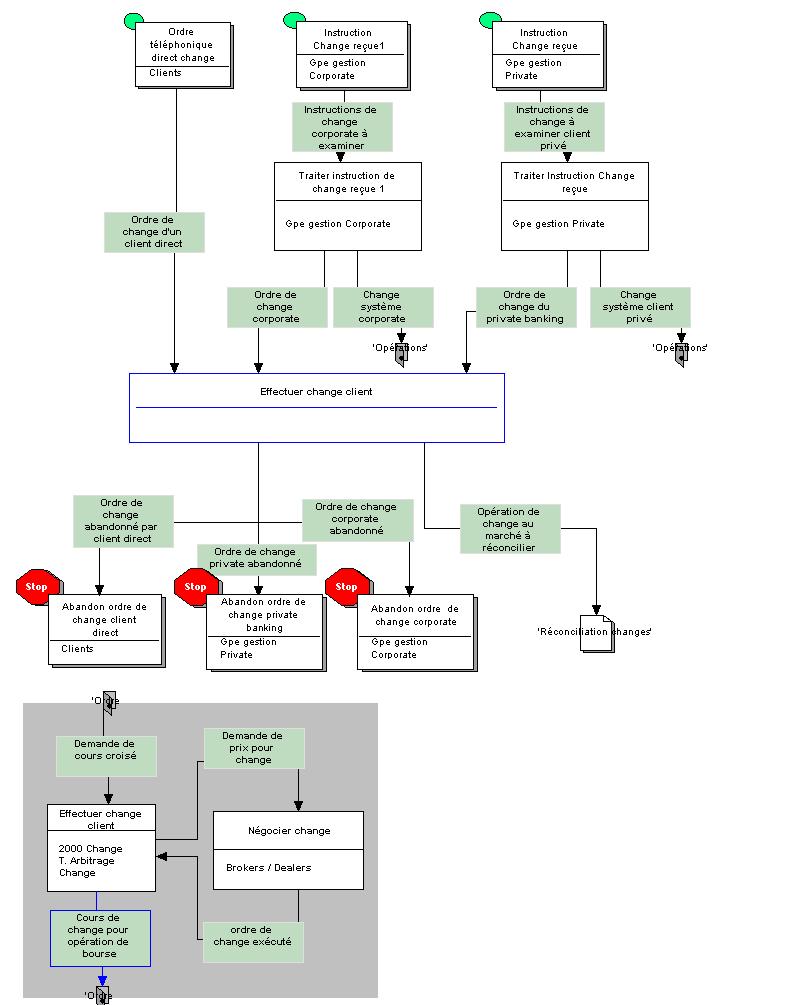 Ordre
téléphonique
direct change
Clients
Instruction
Change reçue1
Gpe gestion
Corporate
Instruction
Change reçue
Gpe gestion
Private
Instructions de
change
corporate à
examiner
Instructions de
change à
examiner client
privé
Traiter instruction de
change reçue 1
Gpe gestion Corporate
Traiter Instruction Change
reçue
Gpe gestion Private
Ordre de
change d'un
client direct
Ordre de
change
corporate
Change
système
corporate
Ordre de
change du
private banking
Change
système client
privé
'Opérations'
'Opérations'
Effectuer change client
Ordre de
change
abandonné par
client direct
Ordre de change
corporate
abandonné
Opération de
change au
marché à
réconcilier
Ordre de change
private abandonné
Stop
Stop
Stop
Abandon ordre de
change client
direct
Clients
Abandon ordre de
change private
banking
Gpe gestion
Private
Abandon ordre de
change corporate
Gpe gestion
Corporate
'Réconciliation changes'
'Ordre
Demande de
cours croisé
Demande de
prix pour
change
Effectuer change
client
2000 Change
T. Arbitrage
Change
Négocier change
Brokers / Dealers
Cours de
change pour
opération de
bourse
ordre de
change exécuté
'Ordre